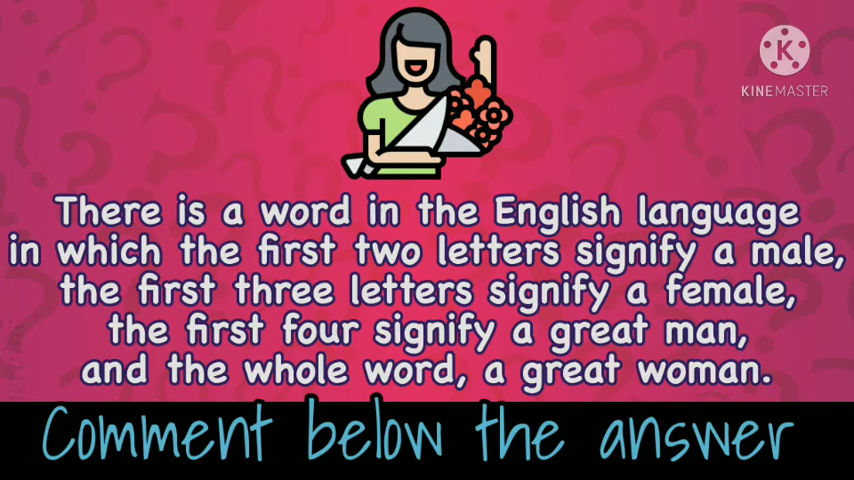 K
KINEMASTER
There is a word in the English language
in which the first two letters signify a male,
the first three letters signify a female,
the first four signify a great man,
and the whole word, a great woman.
Comment below the answer